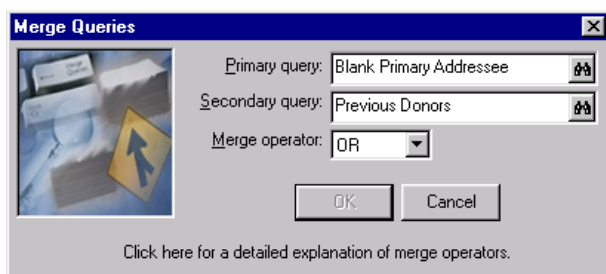 Merge Queries
Primary query: Blank Primary Addressee
Secondary query: Previous Donors
Merge operator: OR
OK Cancel
Click here for a detailed explanation of merge operators.